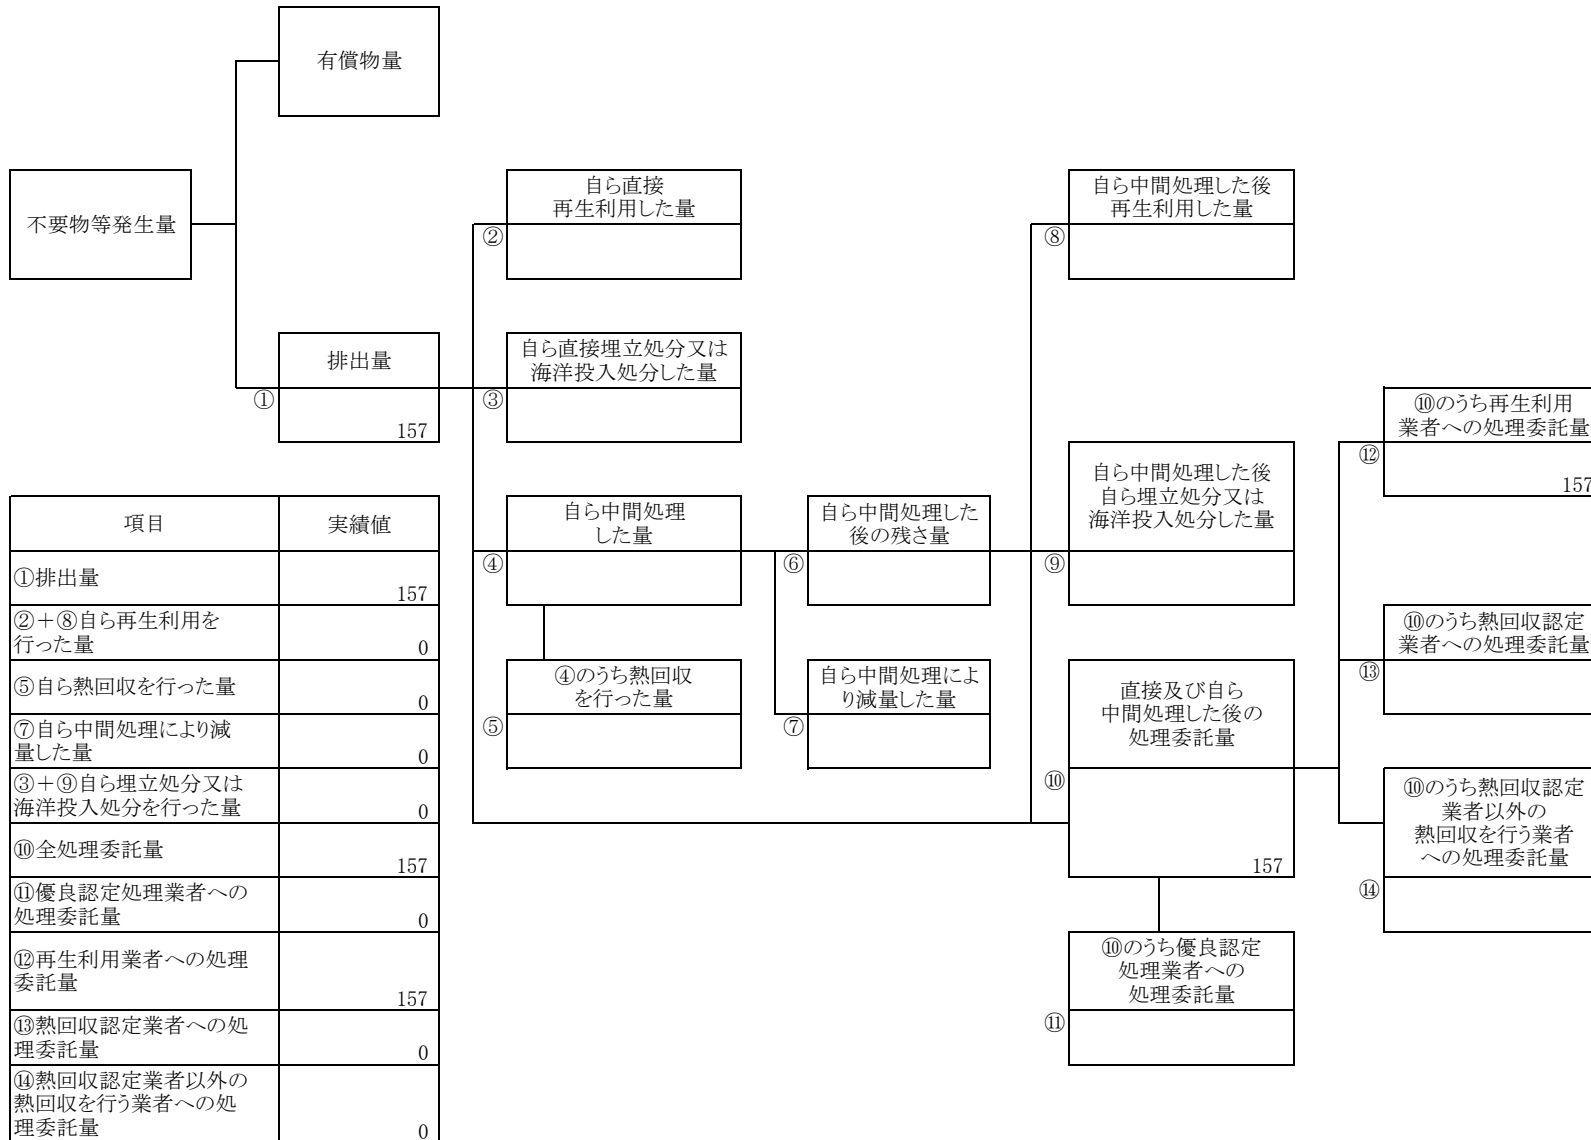 有償物量
不要物等発生量
自ら直接
再生利用した量
②
自ら中間処理した後
再生利用した量
⑧
排出量
①
157
自ら直接埋立処分又は
海洋投入処分した量
③
⑩のうち再生利用
業者への処理委託量
⑫
157
自ら中間処理
した量
④
自ら中間処理した
後の残さ量
⑥
自ら中間処理した後
自ら埋立処分又は
海洋投入処分した量
⑨
④のうち熱回収
を行った量
⑤
自ら中間処理によ
り減量した量
⑦
直接及び自ら
中間処理した後の
処理委託量
⑩
157
⑩のうち熱回収認定
業者への処理委託量
⑬
⑩のうち熱回収認定
業者以外の
熱回収を行う業者
への処理委託量
⑭
⑩のうち優良認定
処理業者への
処理委託量
⑪
項目 実績値
①排出量
157
②＋⑧自ら再生利用を
行った量 0
⑤自ら熱回収を行った量
0
⑦自ら中間処理により減
量した量 0
③＋⑨自ら埋立処分又は
海洋投入処分を行った量 0
⑩全処理委託量
157
⑪優良認定処理業者への
処理委託量 0
⑫再生利用業者への処理
委託量
157
⑬熱回収認定業者への処
理委託量 0
⑭熱回収認定業者以外の
熱回収を行う業者への処
理委託量 0